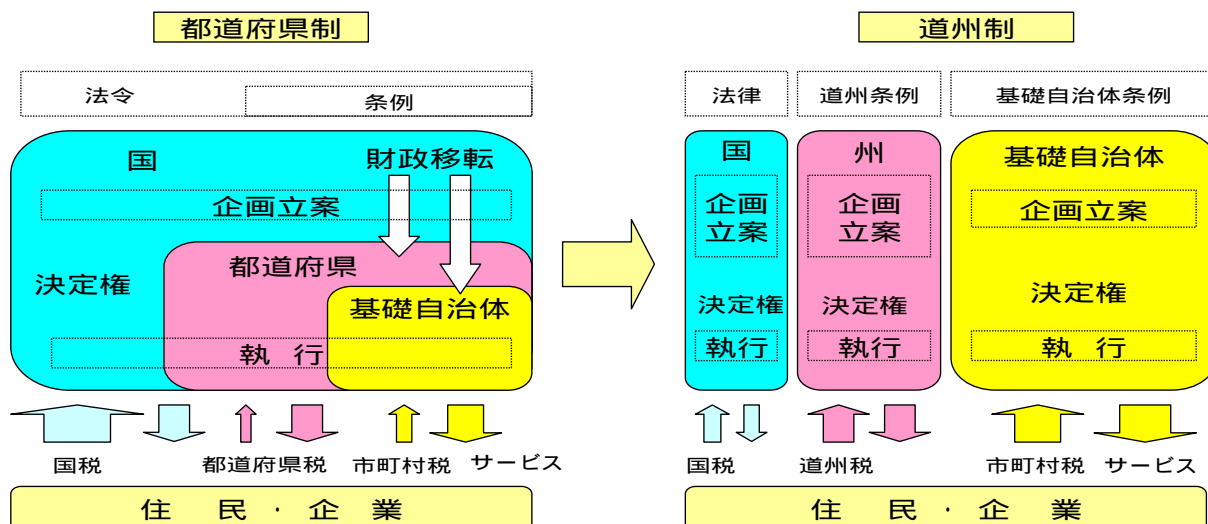 都道府県制
法令
条例
国
財政移転
企画立案
都道府県
決定権
基礎自治体
執 行
国税
都道府県税
市町村税
サービス
住 民 ・ 企 業
道州制
法律
道州条例
基礎自治体条例
国
企画
立案
決定権
執行
州
企画
立案
決定権
執行
基礎自治体
企画立案
決定権
執 行
国税
道州税
市町村税
サービス
住 民 ・ 企 業